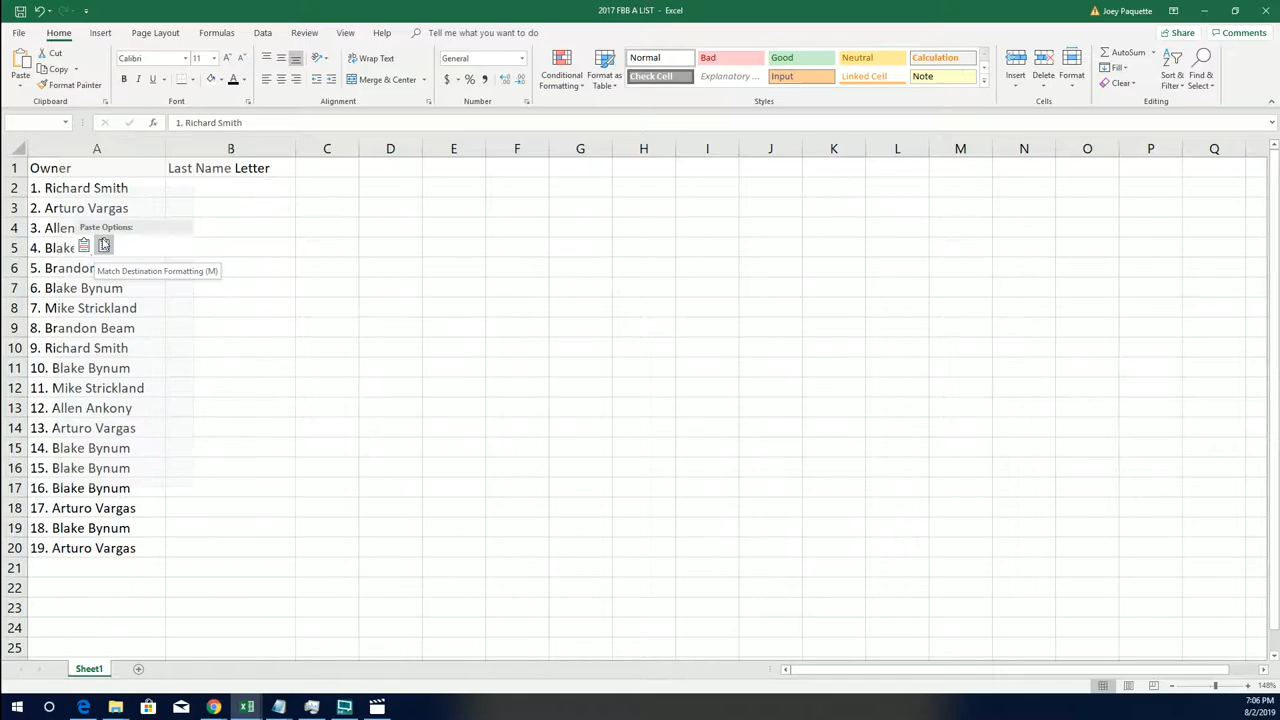 2017 FBB A LIST - Excel
Joey Paquette
File Home Insert Page Layout Formulas Data Review View Help Tell me what you want to do Share Comments
Paste
Cut
Copy
Format Painter
Clipboard
Calibri 11
B I U
Font
Wrap Text
Merge & Center
Alignment
General
$ % ,
Number
Conditional Formatting
Format as Table
Normal Bad Good Neutral Calculation
Check Cell Explanatory ... Input Linked Cell Note
Styles
Insert Delete Format
Cells
AutoSum
Fill
Clear
Sort & Filter
Find & Select
Editing
fx 1. Richard Smith
A B C D E F G H I J K L M N O P Q
1 Owner Last Name Letter
2 1. Richard Smith
3 2. Arturo Vargas
4 3. Allen
Paste Options:
5 4. Blake
6 5. Brandon
Match Destination Formatting (M)
7 6. Blake Bynum
8 7. Mike Strickland
9 8. Brandon Beam
10 9. Richard Smith
11 10. Blake Bynum
12 11. Mike Strickland
13 12. Allen Ankony
14 13. Arturo Vargas
15 14. Blake Bynum
16 15. Blake Bynum
17 16. Blake Bynum
18 17. Arturo Vargas
19 18. Blake Bynum
20 19. Arturo Vargas
21
22
23
24
25
Sheet1
148%
7:06 PM
8/2/2019